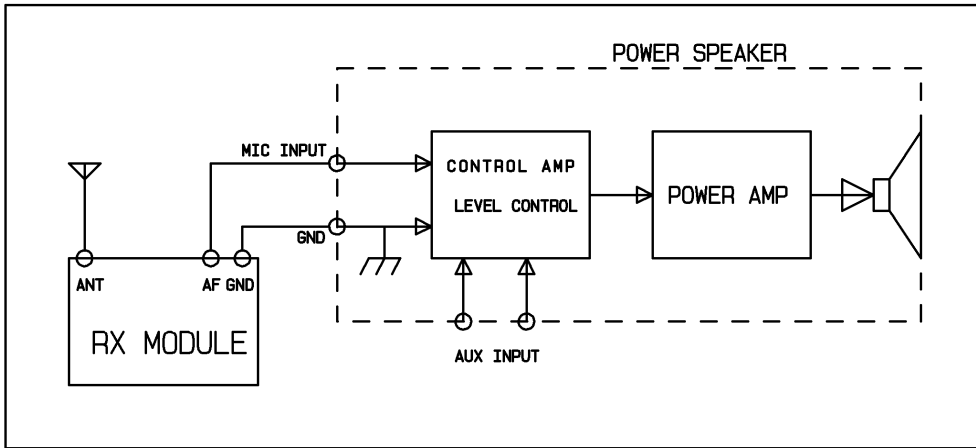 POWER SPEAKER
MIC INPUT
CONTROL AMP
LEVEL CONTROL
POWER AMP
GND
ANT
AF GND
RX MODULE
AUX INPUT